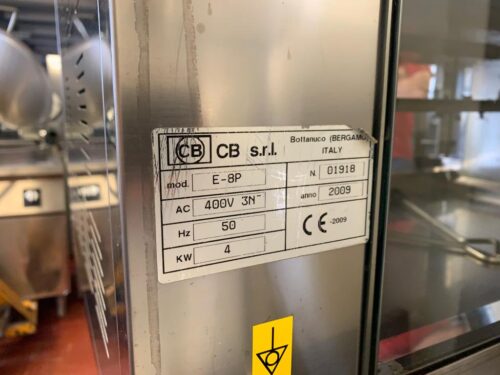 CB CB s.r.l. Bottanuco (BERGAMO)
ITALY
mod. E-8P N. 01918
AC 400V 3N~ anno 2009
Hz 50 CE -2009
KW 4